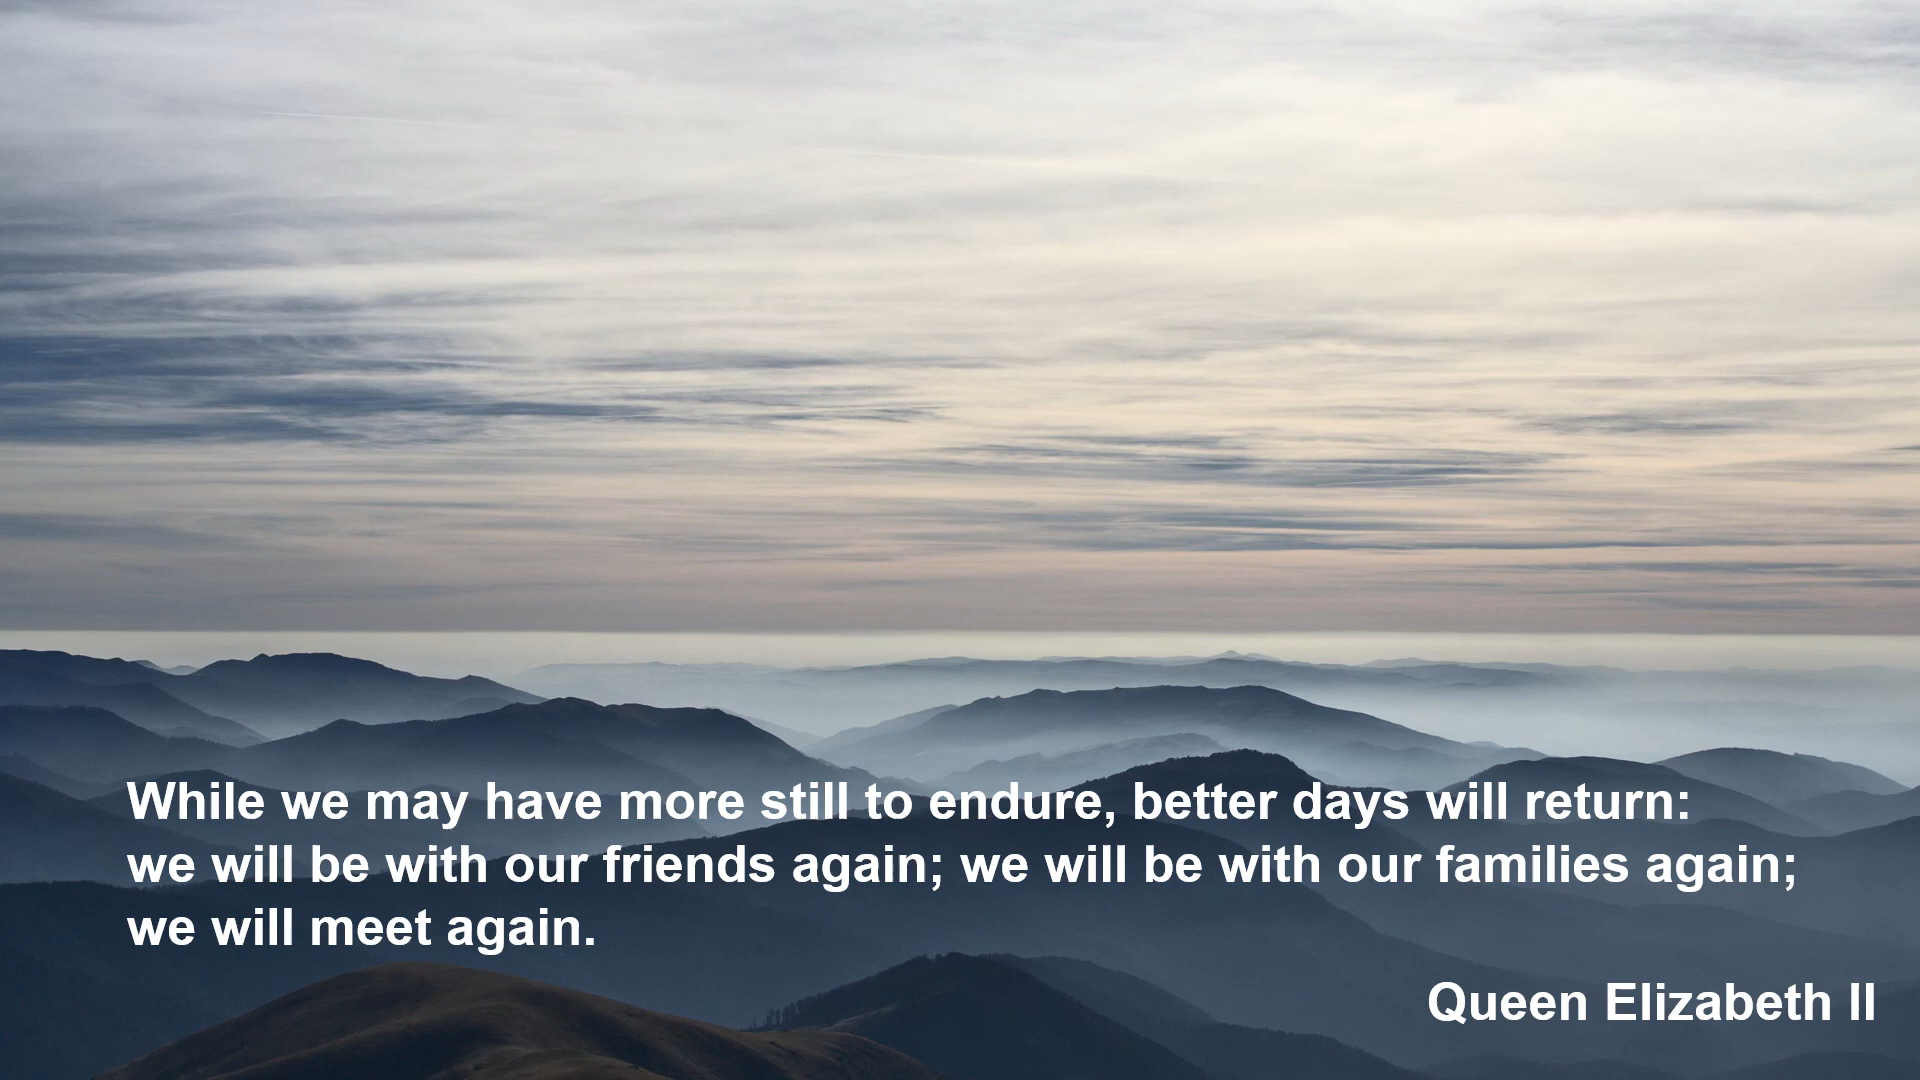 While we may have more still to endure, better days will return:
we will be with our friends again; we will be with our families again;
we will meet again.
Queen Elizabeth II